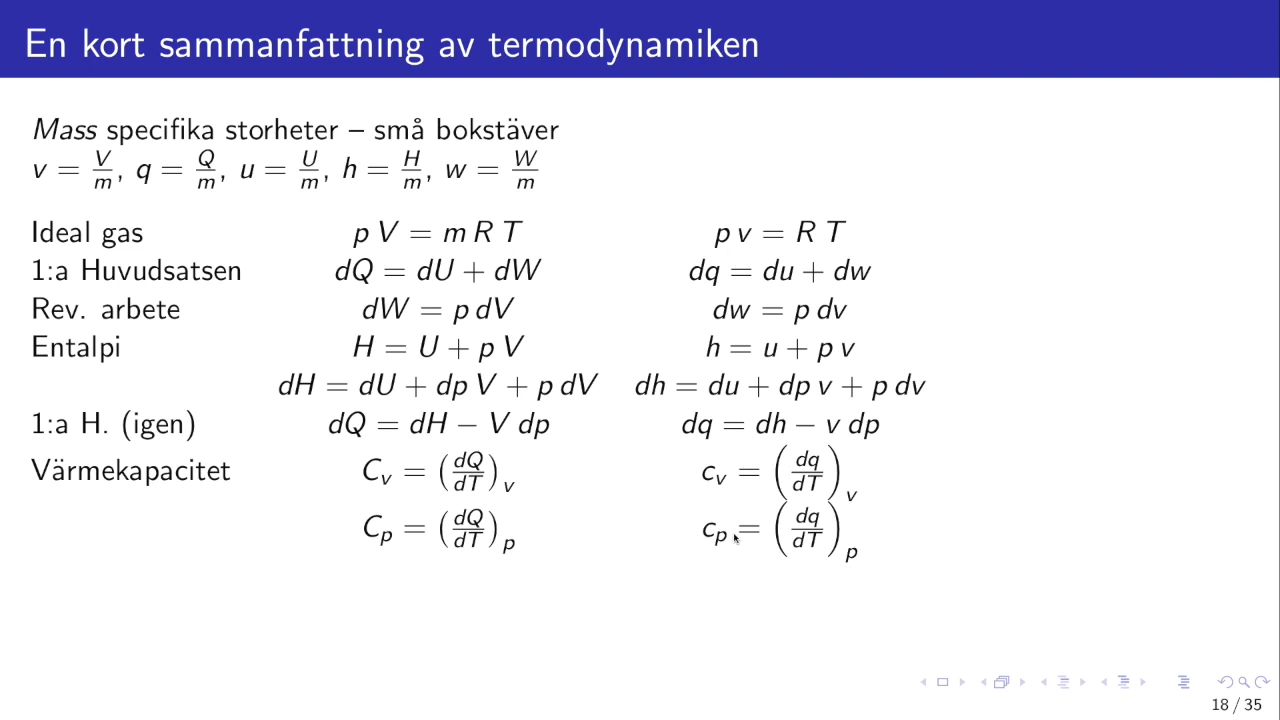 En kort sammanfattning av termodynamiken
Mass specifika storheter – små bokstäver
v = V/m, q = Q/m, u = U/m, h = H/m, w = W/m
Ideal gas p V = m R T p v = R T
1:a Huvudsatsen dQ = dU + dW dq = du + dw
Rev. arbete dW = p dV dw = p dv
Entalpi H = U + p V h = u + p v
dH = dU + dp V + p dV dh = du + dp v + p dv
1:a H. (igen) dQ = dH − V dp dq = dh − v dp
Värmekapacitet C_v = (dQ/dT)_v c_v = (dq/dT)_v
C_p = (dQ/dT)_p c_p = (dq/dT)_p
18 / 35